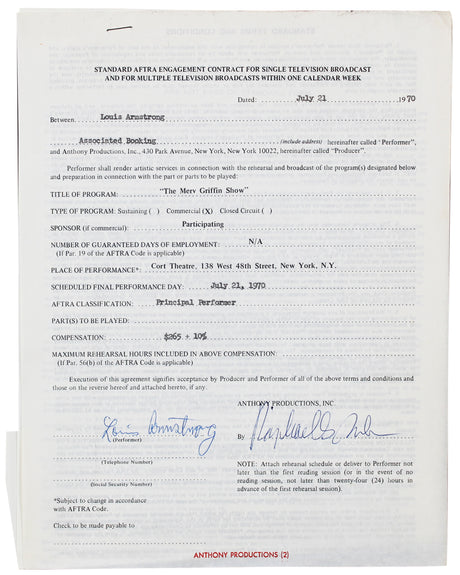 STANDARD AFTRA ENGAGEMENT CONTRACT FOR SINGLE TELEVISION BROADCAST
AND FOR MULTIPLE TELEVISION BROADCASTS WITHIN ONE CALENDAR WEEK
Dated: July 21 1970
Between Louis Armstrong
Associated Booking (include address) hereinafter called "Performer",
and Anthony Productions, Inc., 430 Park Avenue, New York, New York 10022, hereinafter called "Producer".
Performer shall render artistic services in connection with the rehearsal and broadcast of the program(s) designated below
and preparation in connection with the part or parts to be played:
TITLE OF PROGRAM: "The Merv Griffin Show"
TYPE OF PROGRAM: Sustaining ( ) Commercial (X) Closed Circuit ( )
SPONSOR (if commercial): Participating
NUMBER OF GUARANTEED DAYS OF EMPLOYMENT: N/A
(If Par. 19 of the AFTRA Code is applicable)
PLACE OF PERFORMANCE*: Cort Theatre, 138 West 48th Street, New York, N.Y.
SCHEDULED FINAL PERFORMANCE DAY: July 21, 1970
AFTRA CLASSIFICATION: Principal Performer
PART(S) TO BE PLAYED:
COMPENSATION: $265 + 10%
MAXIMUM REHEARSAL HOURS INCLUDED IN ABOVE COMPENSATION:
(If Par. 56(b) of the AFTRA Code is applicable)
Execution of this agreement signifies acceptance by Producer and Performer of all of the above terms and conditions and
those on the reverse hereof and attached hereto, if any.
ANTHONY PRODUCTIONS, INC.
Louis Armstrong
(Performer)
By
(Telephone Number)
(Social Security Number)
*Subject to change in accordance
with AFTRA Code.
Check to be made payable to
NOTE: Attach rehearsal schedule or deliver to Performer not
later than the first reading session (or in the event of no
reading session, not later than twenty-four (24) hours in
advance of the first rehearsal session).
ANTHONY PRODUCTIONS (2)